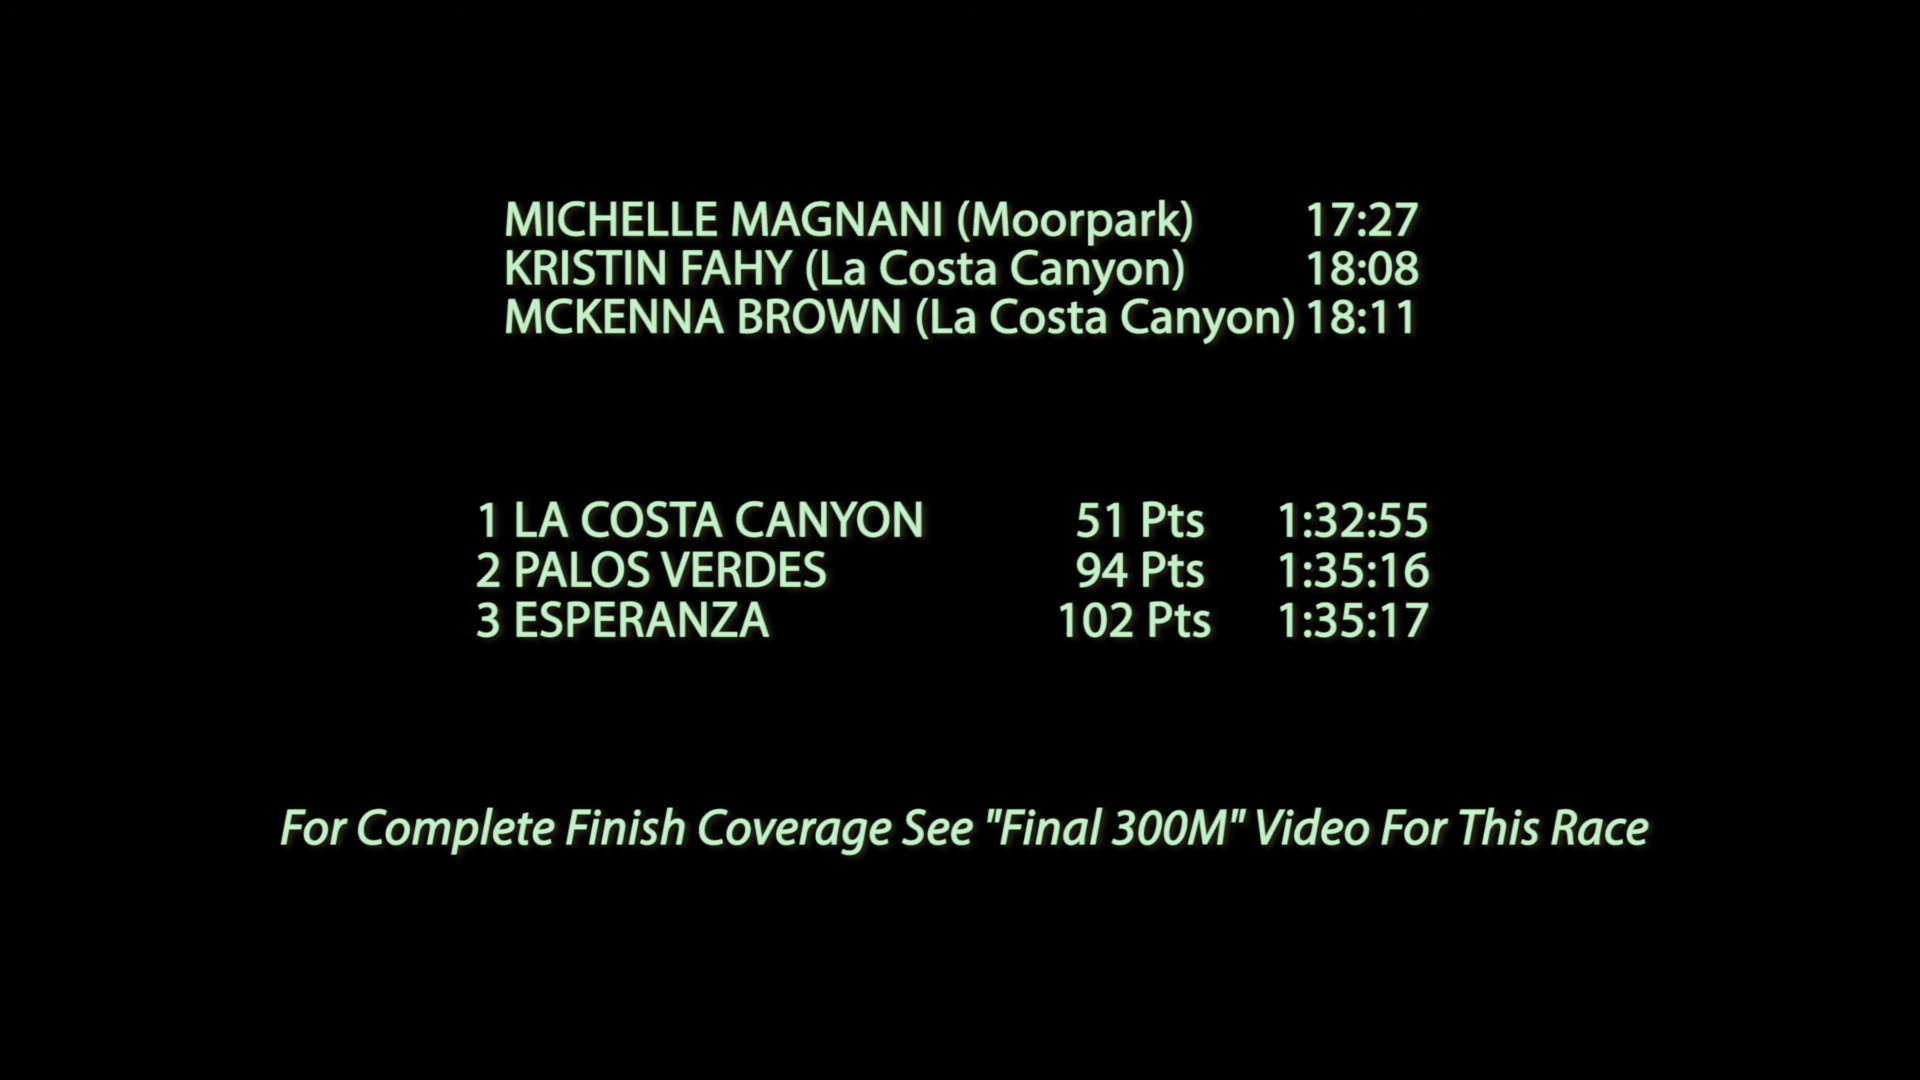 MICHELLE MAGNANI (Moorpark) 17:27
KRISTIN FAHY (La Costa Canyon) 18:08
MCKENNA BROWN (La Costa Canyon) 18:11
1 LA COSTA CANYON 51 Pts 1:32:55
2 PALOS VERDES 94 Pts 1:35:16
3 ESPERANZA 102 Pts 1:35:17
For Complete Finish Coverage See "Final 300M" Video For This Race